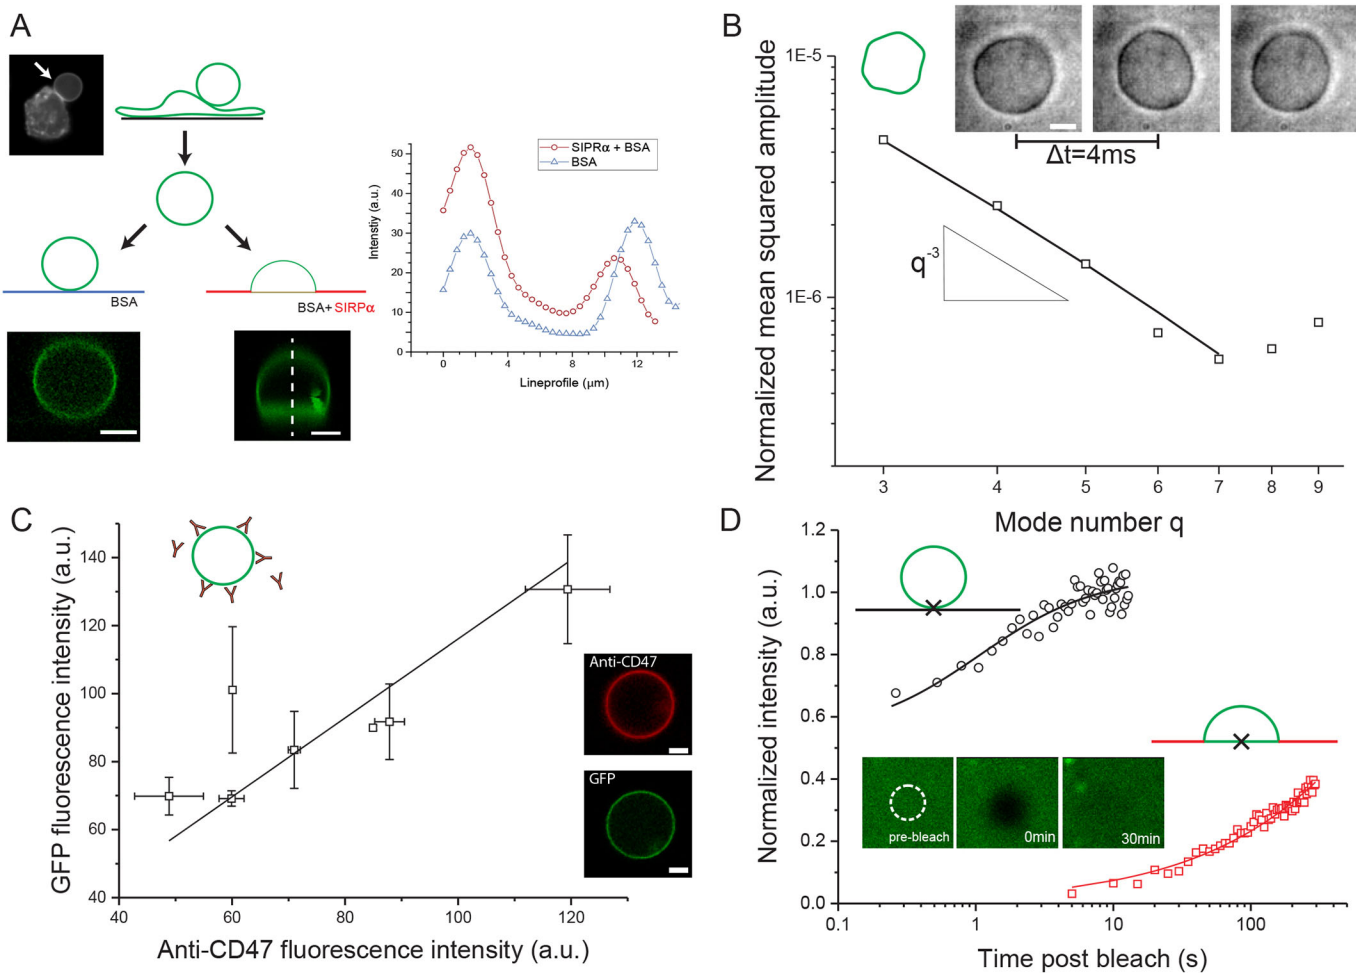 A
BSA
BSA+SIRPα
Intenstiy (a.u.)
50
40
30
20
10
0
0
4
8
12
SIPRα + BSA
BSA
Lineprofile (μm)
B
Normalized mean squared amplitude
1E-5
1E-6
Δt=4ms
q-3
3
4
5
6
7
8
9
Mode number q
C
GFP fluorescence intensity (a.u.)
140
120
100
80
60
40
40
60
80
100
120
Anti-CD47
GFP
Anti-CD47 fluorescence intensity (a.u.)
D
Normalized intensity (a.u.)
1.2
1.0
0.8
0.6
0.4
0.2
0.0
pre-bleach
0min
30min
0.1
1
10
100
Time post bleach (s)